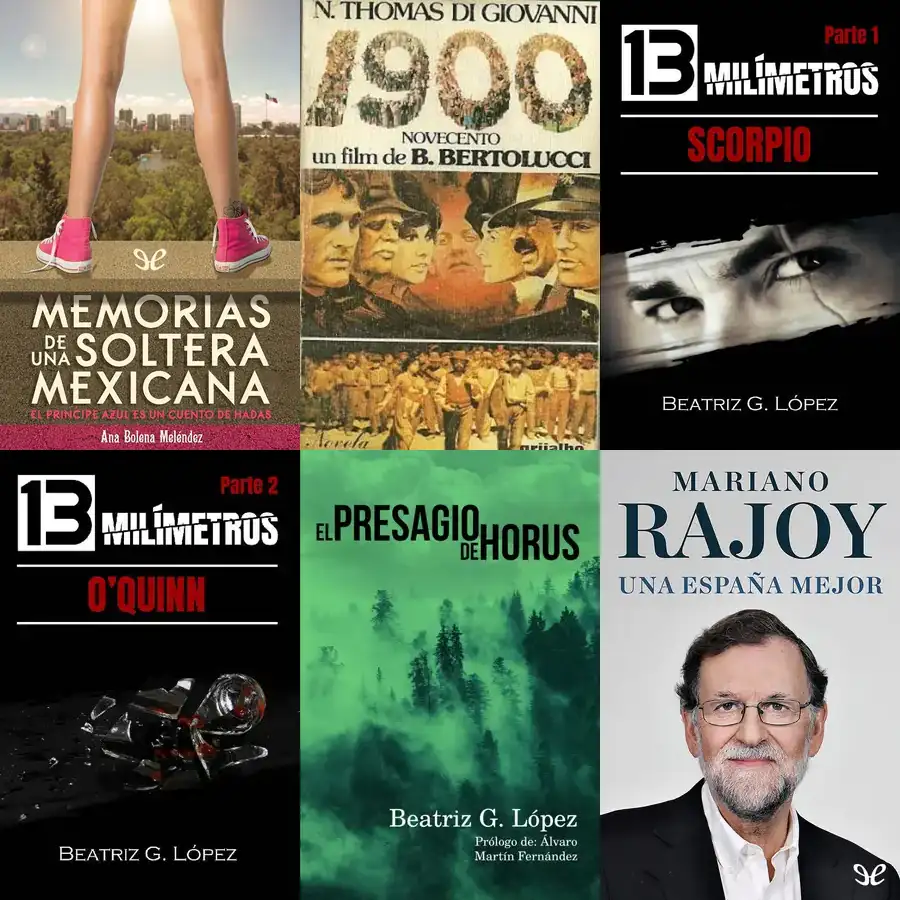 MEMORIAS
DE UNA SOLTERA
MEXICANA
EL PRÍNCIPE AZUL ES UN CUENTO DE HADAS
Ana Bolena Meléndez
N. THOMAS DI GIOVANNI
1900
NOVECENTO
un film de B. BERTOLUCCI
Novela
grijalbo
Parte 1
13 MILÍMETROS
SCORPIO
BEATRIZ G. LÓPEZ
Parte 2
13 MILÍMETROS
O'QUINN
BEATRIZ G. LÓPEZ
EL PRESAGIO DE HORUS
Beatriz G. López
Prólogo de: Álvaro
Martín Fernández
MARIANO
RAJOY
UNA ESPAÑA MEJOR